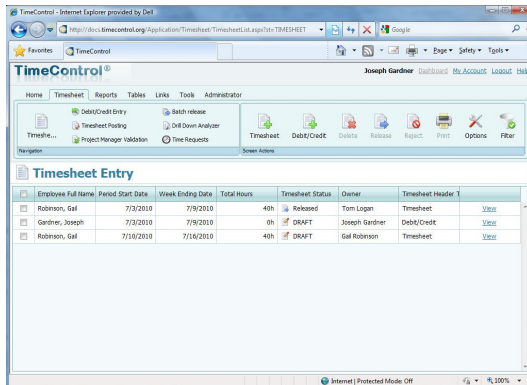 TimeControl - Internet Explorer provided by Dell
http://docs.timecontrol.org/Application/Timesheet/TimesheetList.aspx?st=TIMESHEET
Google
Favorites TimeControl
Page Safety Tools
TimeControl®
Joseph Gardner Dashboard My Account Logout Help
Home Timesheet Reports Tables Links Tools Administrator
Timeshe...
Debit/Credit Entry
Timesheet Posting
Project Manager Validation
Batch release
Drill Down Analyzer
Time Requests
Timesheet Debit/Credit Delete Release Reject Print Options Filter
Navigation Screen Actions
Timesheet Entry
Employee Full Name Period Start Date Week Ending Date Total Hours Timesheet Status Owner Timesheet Header T
Robinson, Gail 7/3/2010 7/9/2010 40h Released Tom Logan Timesheet View
Gardner, Joseph 7/3/2010 7/9/2010 0h DRAFT Joseph Gardner Debit/Credit View
Robinson, Gail 7/10/2010 7/16/2010 40h DRAFT Gail Robinson Timesheet View
Internet | Protected Mode: Off 100%